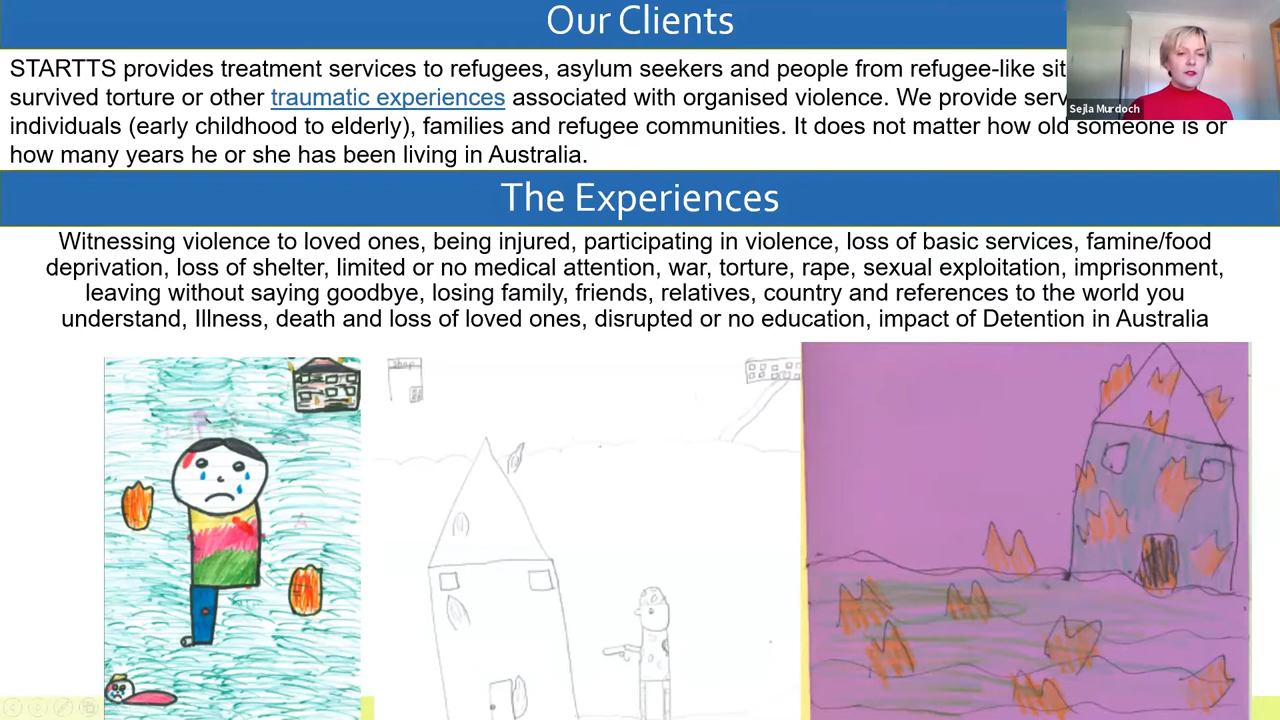 Our Clients
STARTTS provides treatment services to refugees, asylum seekers and people from refugee-like sit
survived torture or other traumatic experiences associated with organised violence. We provide serv
Sejla Murdoch
individuals (early childhood to elderly), families and refugee communities. It does not matter how old someone is or
how many years he or she has been living in Australia.
The Experiences
Witnessing violence to loved ones, being injured, participating in violence, loss of basic services, famine/food
deprivation, loss of shelter, limited or no medical attention, war, torture, rape, sexual exploitation, imprisonment,
leaving without saying goodbye, losing family, friends, relatives, country and references to the world you
understand, Illness, death and loss of loved ones, disrupted or no education, impact of Detention in Australia
shop